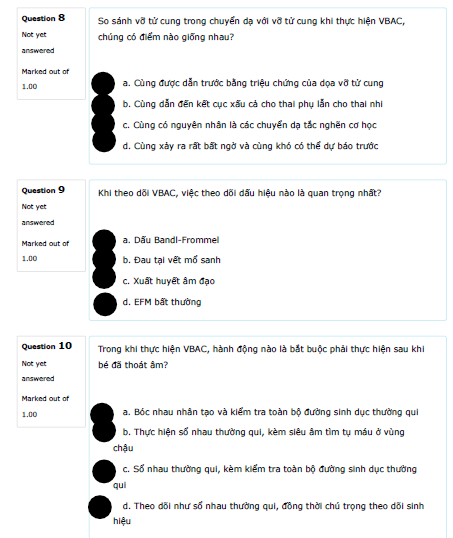 Question 8
Not yet
answered
Marked out of
1.00
So sánh vỡ tử cung trong chuyển dạ với vỡ tử cung khi thực hiện VBAC,
chúng có điểm nào giống nhau?
a. Cùng được dẫn trước bằng triệu chứng của dọa vỡ tử cung
b. Cùng dẫn đến kết cục xấu cả cho thai phụ lẫn cho thai nhi
c. Cùng có nguyên nhân là các chuyển dạ tắc nghẽn cơ học
d. Cùng xảy ra rất bất ngờ và cùng khó có thể dự báo trước
Question 9
Not yet
answered
Marked out of
1.00
Khi theo dõi VBAC, việc theo dõi dấu hiệu nào là quan trọng nhất?
a. Dấu Bandl-Frommel
b. Đau tại vết mổ sanh
c. Xuất huyết âm đạo
d. EFM bất thường
Question 10
Not yet
answered
Marked out of
1.00
Trong khi thực hiện VBAC, hành động nào là bắt buộc phải thực hiện sau khi
bé đã thoát âm?
a. Bóc nhau nhân tạo và kiểm tra toàn bộ đường sinh dục thường qui
b. Thực hiện sổ nhau thường qui, kèm siêu âm tìm tụ máu ở vùng
chậu
c. Sổ nhau thường qui, kèm kiểm tra toàn bộ đường sinh dục thường
qui
d. Theo dõi như sổ nhau thường qui, đồng thời chú trọng theo dõi sinh
hiệu